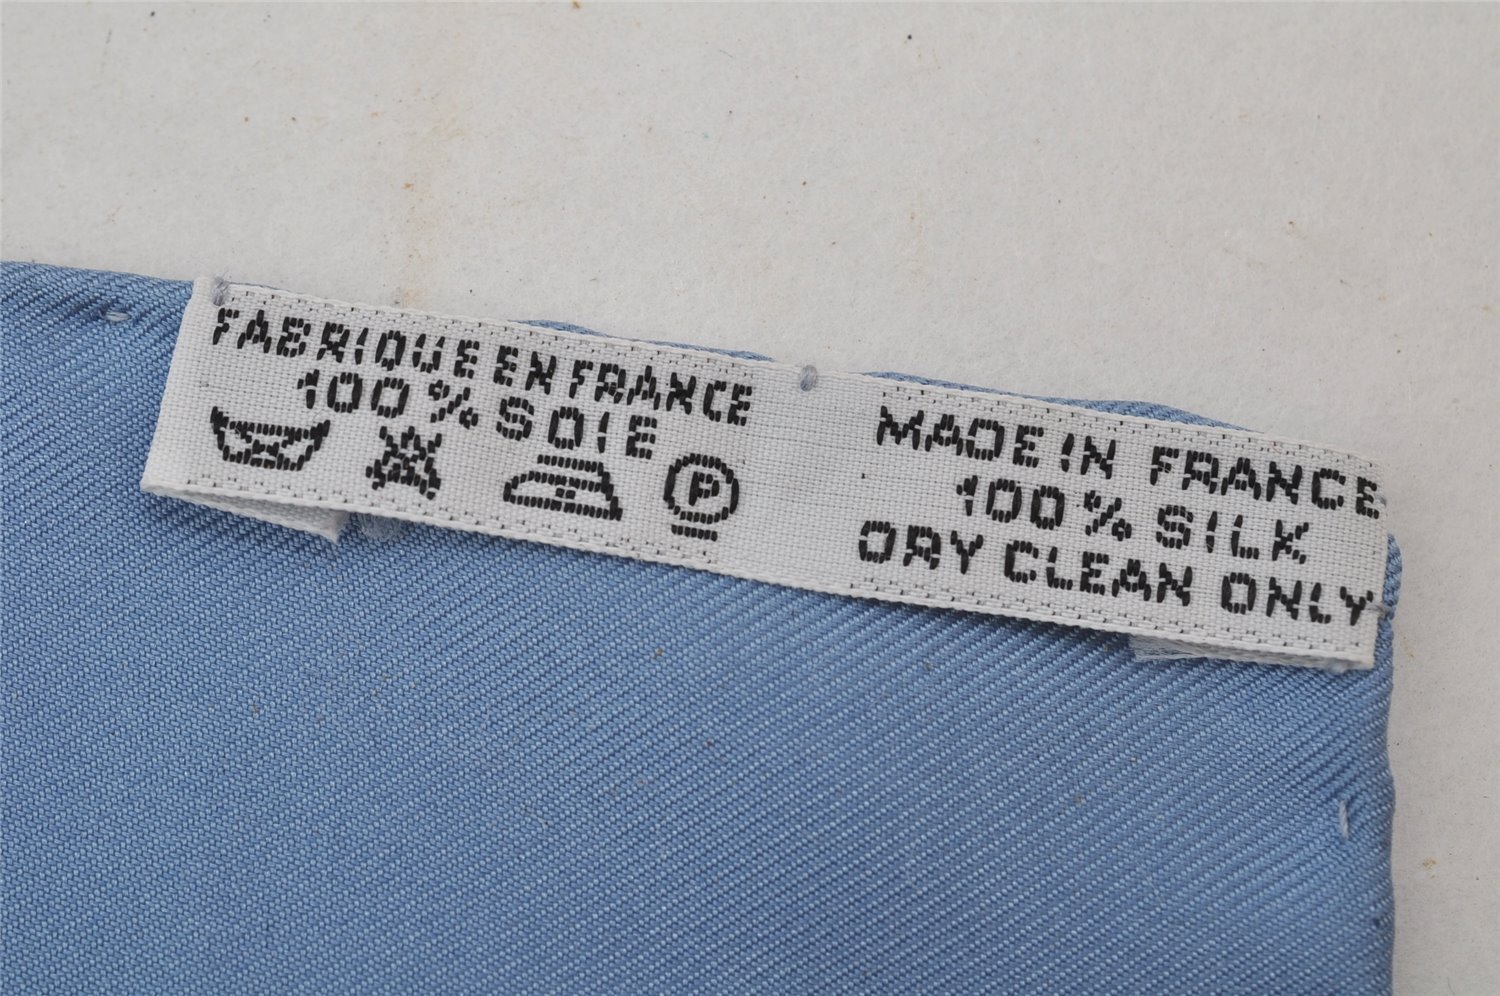 FABRIQUE EN FRANCE
100% SOIE
P
MADE IN FRANCE
100% SILK
DRY CLEAN ONLY